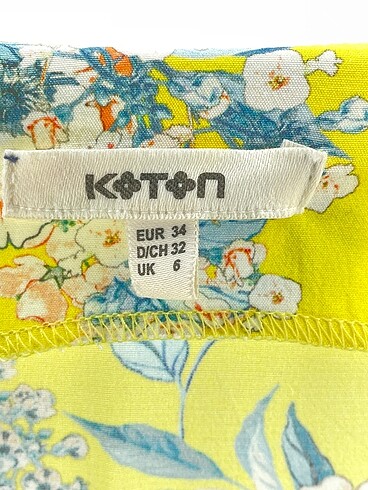 KOTON
EUR 34
D/CH 32
UK 6